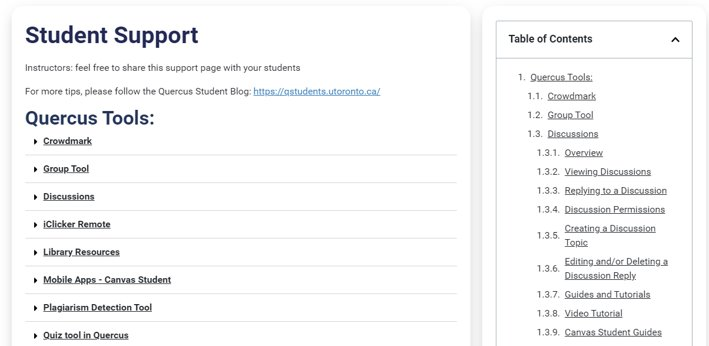 Student Support
Instructors: feel free to share this support page with your students
For more tips, please follow the Quercus Student Blog: https://qstudents.utoronto.ca/
Quercus Tools:
Crowdmark
Group Tool
Discussions
iClicker Remote
Library Resources
Mobile Apps - Canvas Student
Plagiarism Detection Tool
Quiz tool in Quercus
Table of Contents
1. Quercus Tools:
1.1. Crowdmark
1.2. Group Tool
1.3. Discussions
1.3.1. Overview
1.3.2. Viewing Discussions
1.3.3. Replying to a Discussion
1.3.4. Discussion Permissions
1.3.5. Creating a Discussion
Topic
1.3.6. Editing and/or Deleting a
Discussion Reply
1.3.7. Guides and Tutorials
1.3.8. Video Tutorial
1.3.9. Canvas Student Guides